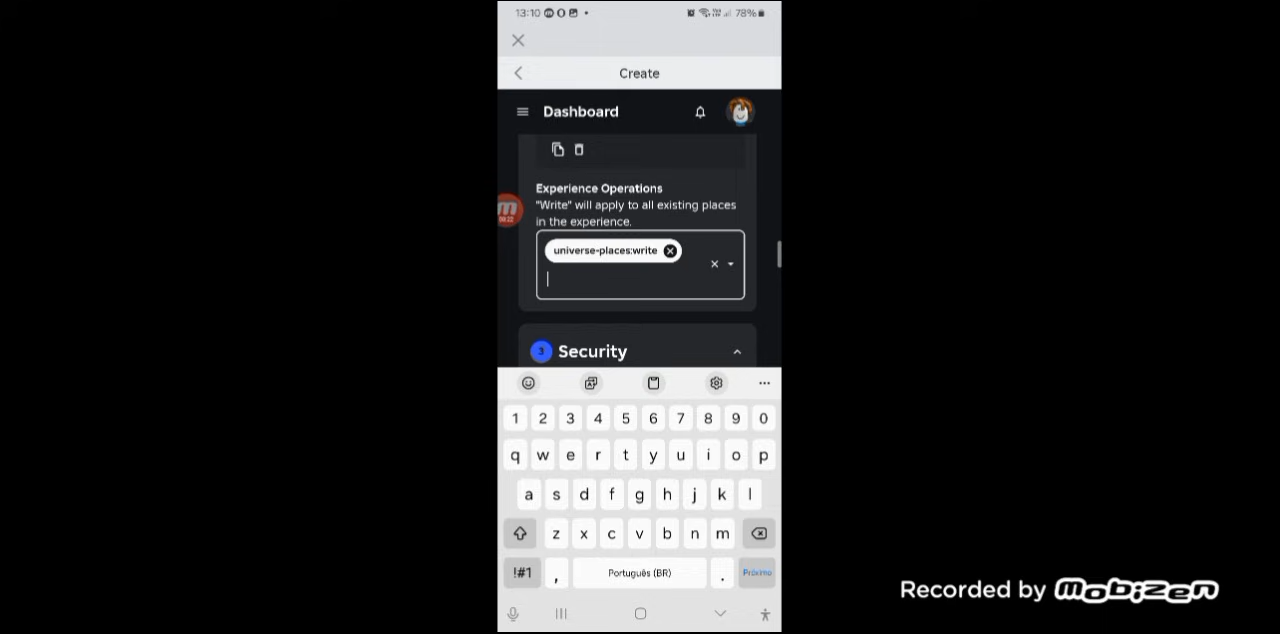 13:10 78%
Create
Dashboard
Experience Operations
"Write" will apply to all existing places
in the experience.
universe-places:write
3 Security
1 2 3 4 5 6 7 8 9 0
q w e r t y u i o p
a s d f g h j k l
z x c v b n m
!#1 , Português (BR) . Próximo
Recorded by Mobizen